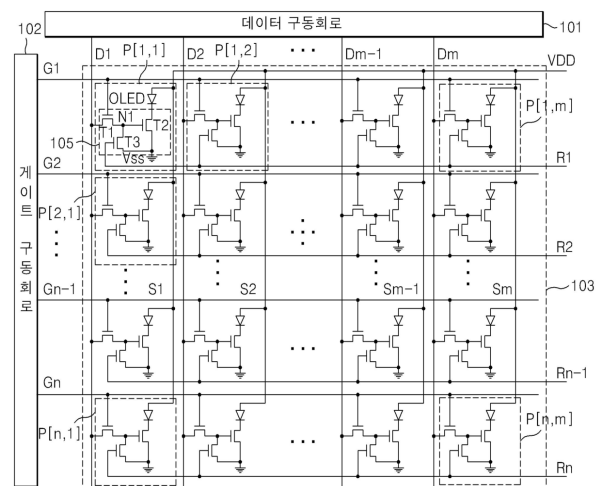 102
데이터 구동회로
101
D1
P[1,1]
D2
P[1,2]
Dm-1
Dm
VDD
G1
OLED
N1
T1
T2
T3
Vss
105
P[1,m]
R1
G2
P[2,1]
R2
게이트 구동회로
Gn-1
S1
S2
Sm-1
Sm
103
Rn-1
Gn
P[n,1]
P[n,m]
Rn